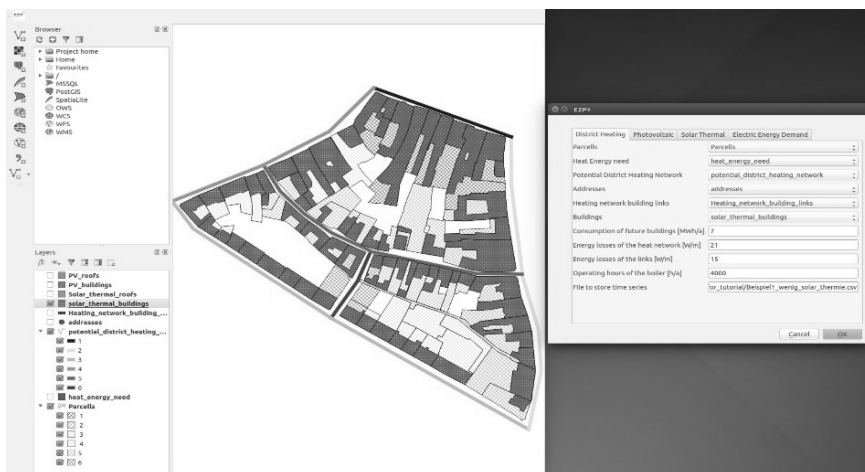 EZP+
Browser
Project home
Home
Favourites
/
MSSQL
PostGIS
SpatiaLite
OWS
WCS
WFS
WMS
Layers
PV_roofs
PV_buildings
Solar_thermal_roofs
solar_thermal_buildings
Heating_network_building_...
addresses
potential_district_heating_...
1
2
3
4
5
6
heat_energy_need
Parcells
1
2
3
4
5
6
EZP+
District Heating Photovoltaic Solar Thermal Electric Energy Demand
Parcells Parcells
Heat Energy need heat_energy_need
Potential District Heating Network potential_district_heating_network
Addresses addresses
Heating network building links Heating_network_building_links
Buildings solar_thermal_buildings
Consumption of future buildings [MWh/a] 7
Energy losses of the heat network [W/m] 21
Energy losses of the links [W/m] 15
Operating hours of the boiler [h/a] 4000
File to store time series or_tutorial/Beispiel1_wenig_solar_thermie.csv
Cancel OK